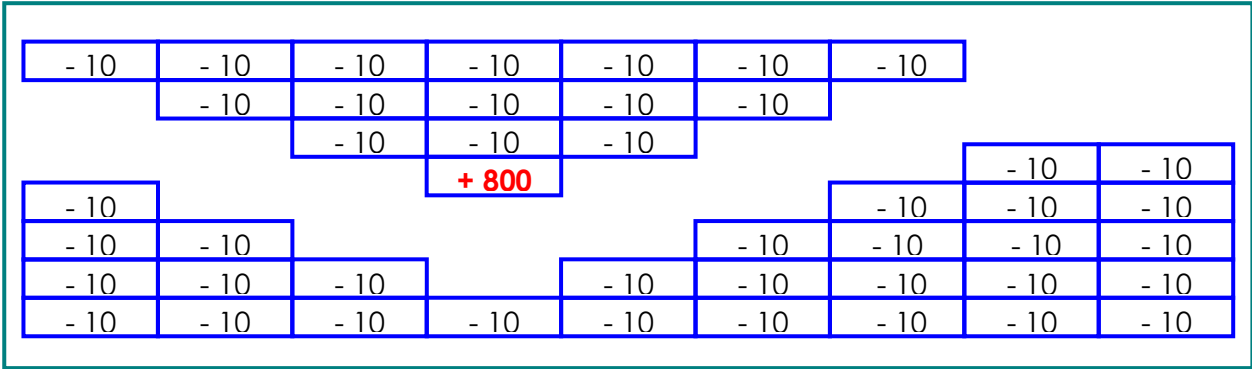 - 10 - 10 - 10 - 10 - 10 - 10 - 10
- 10 - 10 - 10 - 10 - 10
- 10 - 10 - 10
+ 800 - 10 - 10
- 10 - 10 - 10 - 10
- 10 - 10 - 10 - 10 - 10 - 10
- 10 - 10 - 10 - 10 - 10 - 10 - 10 - 10
- 10 - 10 - 10 - 10 - 10 - 10 - 10 - 10 - 10